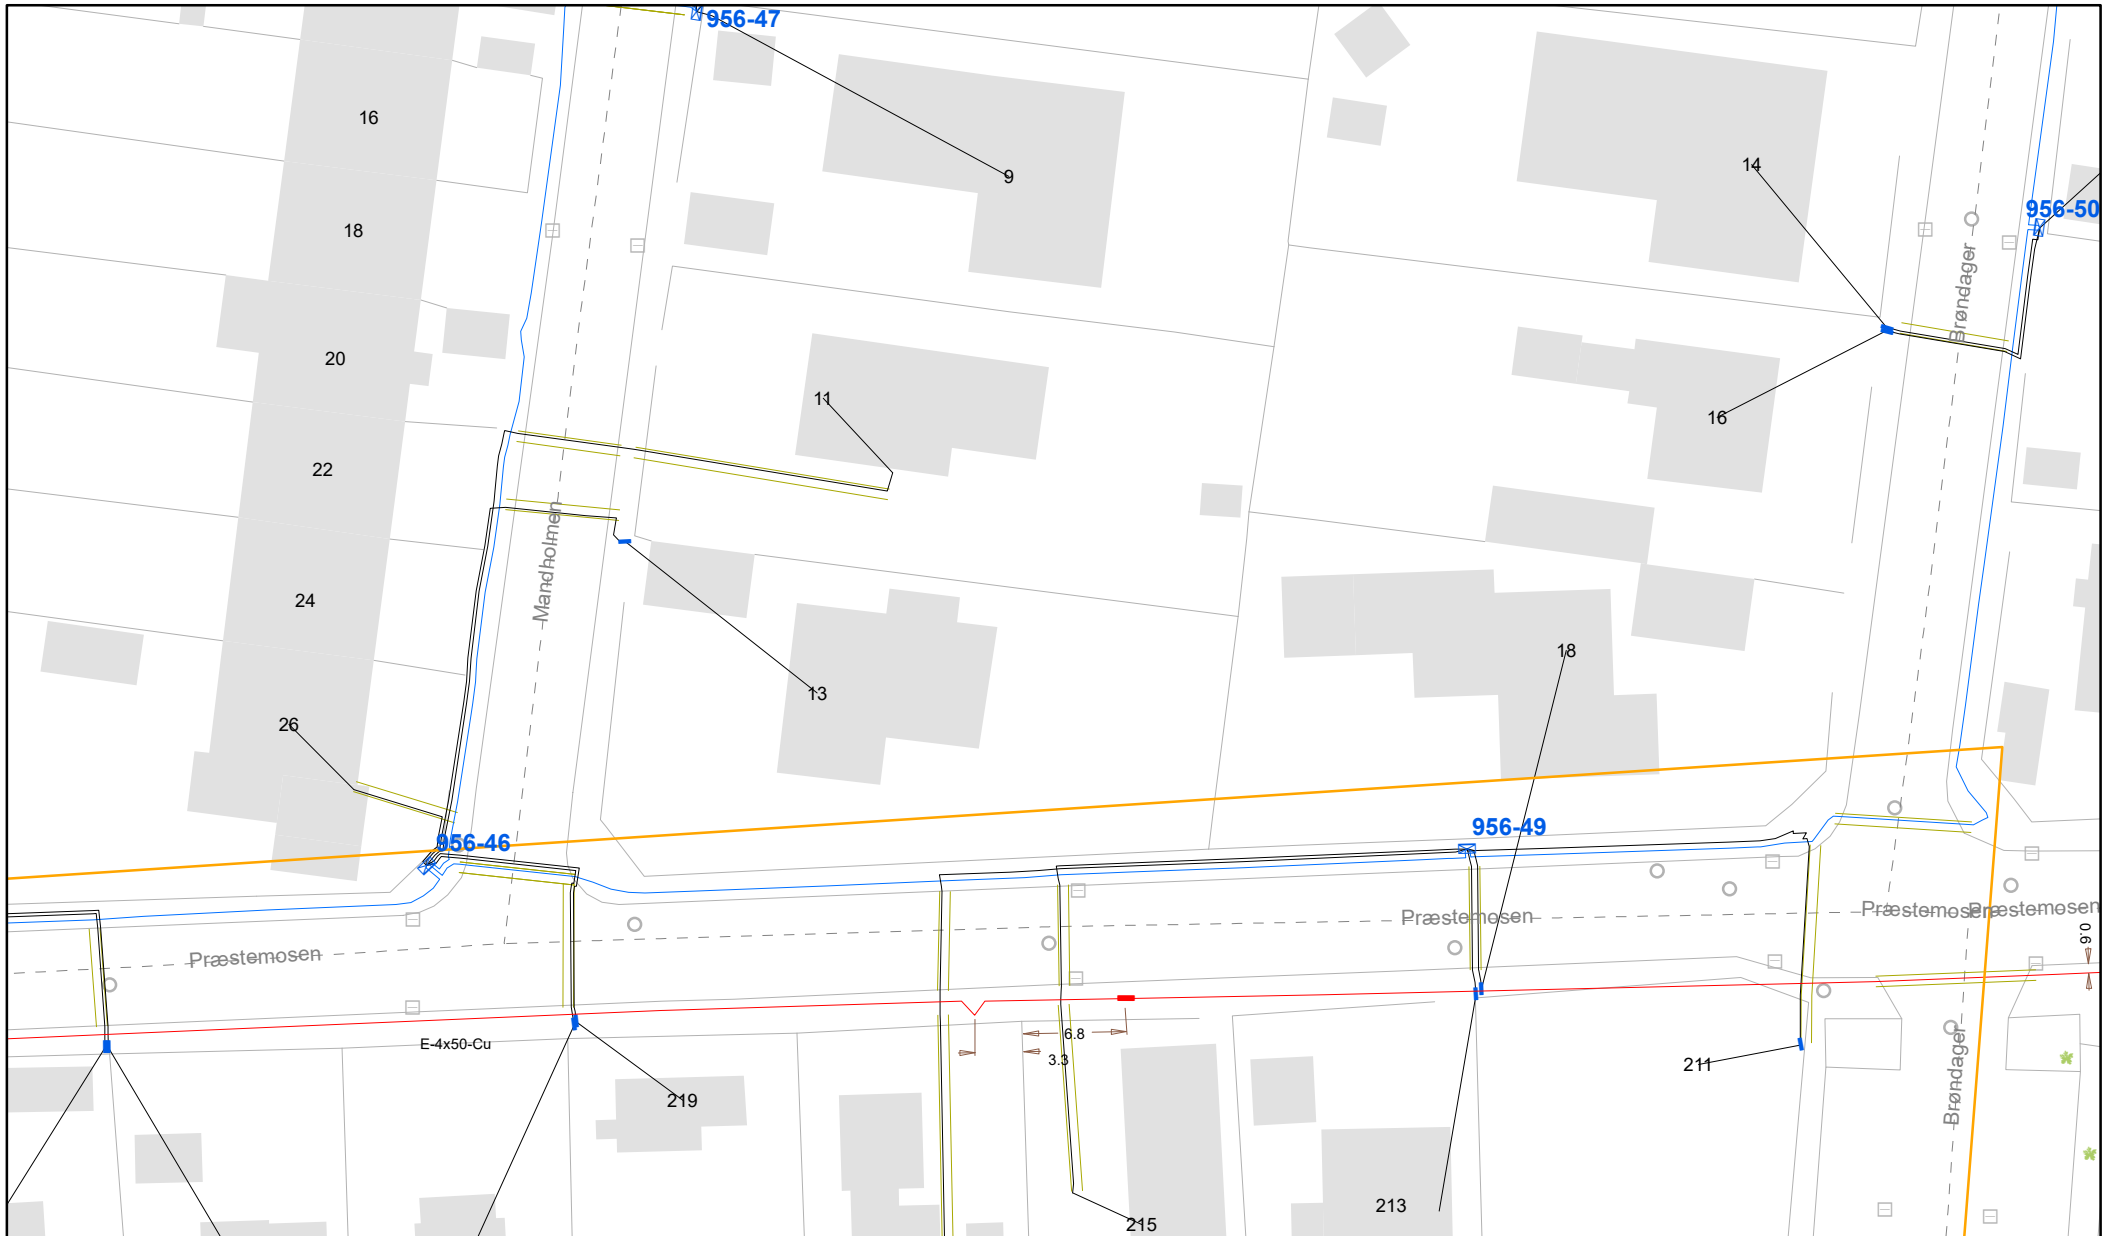 956-47
16
9
14
18
956-50
Brøndager
20
11
16
22
Mandholmen
24
18
13
26
956-46
956-49
Præstemosen
Præstemosen
Præstemosen
Præstemosen
0.6
6.8
E-4x50-Cu
3.3
211
Brøndager
219
213
215